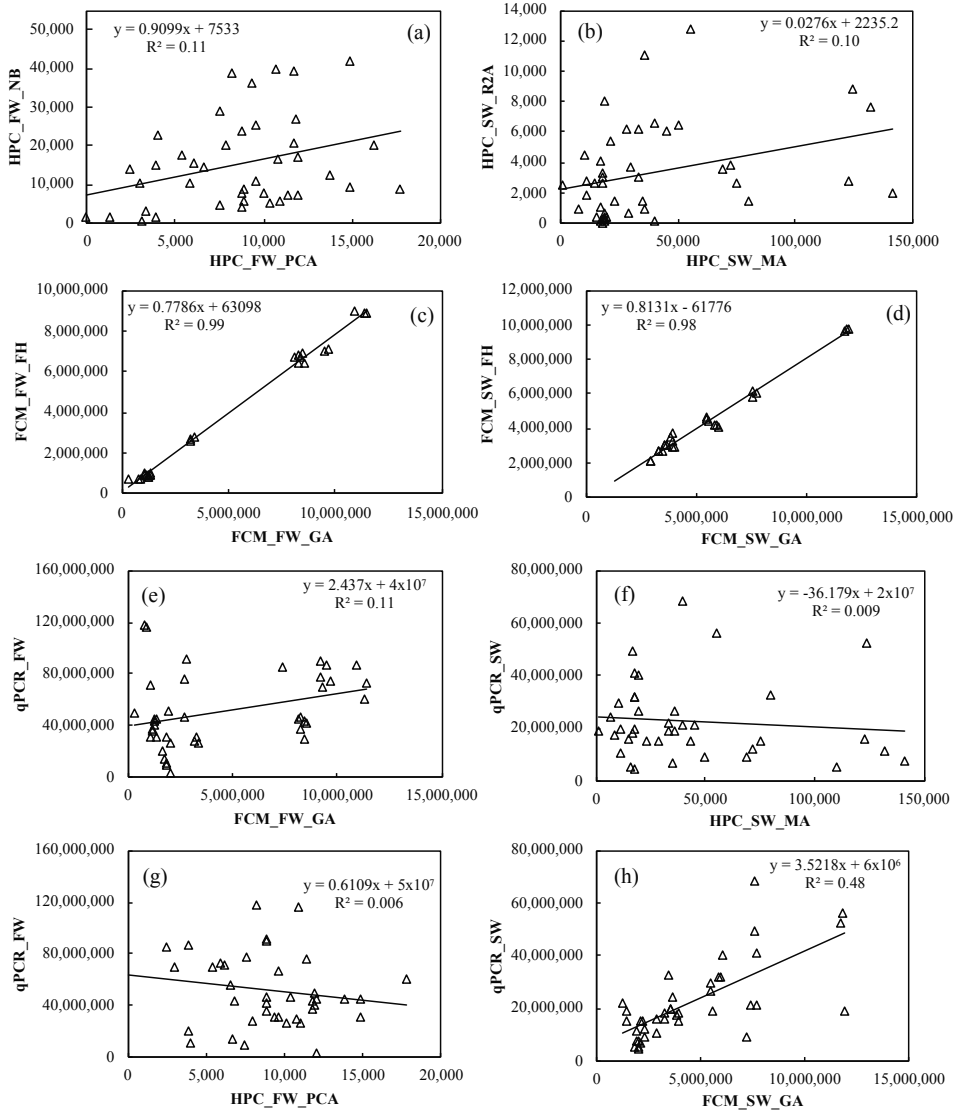 50,000
40,000
30,000
20,000
10,000
0
HPC_FW_NB
y = 0.9099x + 7533
R² = 0.11
(a)
0
5,000
10,000
15,000
20,000
HPC_FW_PCA
14,000
12,000
10,000
8,000
6,000
4,000
2,000
0
HPC_SW_R2A
(b)
y = 0.0276x + 2235.2
R² = 0.10
0
50,000
100,000
150,000
HPC_SW_MA
10,000,000
8,000,000
6,000,000
4,000,000
2,000,000
0
FCM_FW_FH
y = 0.7786x + 63098
R² = 0.99
(c)
0
5,000,000
10,000,000
15,000,000
FCM_FW_GA
12,000,000
10,000,000
8,000,000
6,000,000
4,000,000
2,000,000
0
FCM_SW_FH
y = 0.8131x - 61776
R² = 0.98
(d)
0
5,000,000
10,000,000
15,000,000
FCM_SW_GA
160,000,000
120,000,000
80,000,000
40,000,000
0
qPCR_FW
(e)
y = 2.437x + 4x10⁷
R² = 0.11
0
5,000,000
10,000,000
15,000,000
FCM_FW_GA
80,000,000
60,000,000
40,000,000
20,000,000
0
qPCR_SW
(f)
y = -36.179x + 2x10⁷
R² = 0.009
0
50,000
100,000
150,000
HPC_SW_MA
160,000,000
120,000,000
80,000,000
40,000,000
0
qPCR_FW
(g)
y = 0.6109x + 5x10⁷
R² = 0.006
0
5,000
10,000
15,000
20,000
HPC_FW_PCA
80,000,000
60,000,000
40,000,000
20,000,000
0
qPCR_SW
(h)
y = 3.5218x + 6x10⁶
R² = 0.48
0
5,000,000
10,000,000
15,000,000
FCM_SW_GA